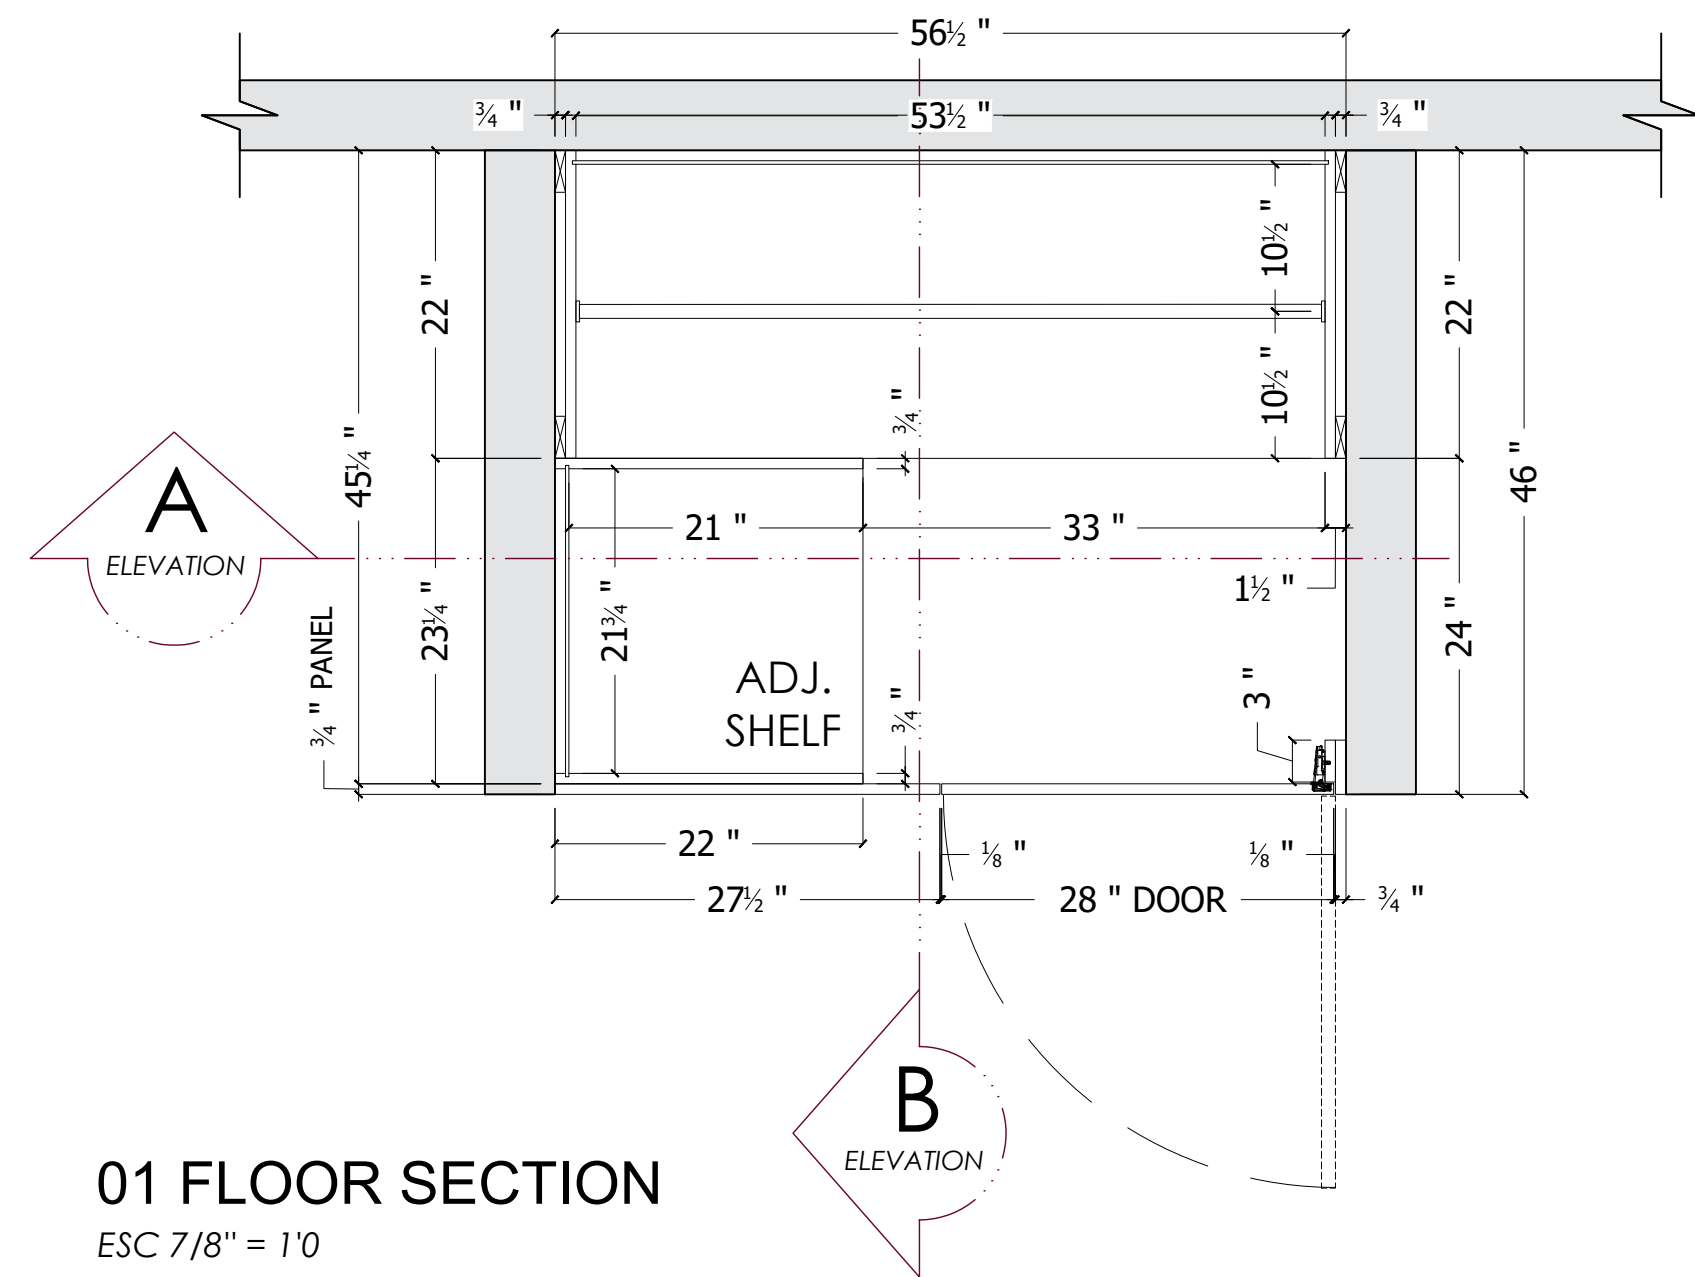 56½ "
¾ "
53½ "
¾ "
10½ "
22 "
22 "
10½ "
¾ "
45¼ "
46 "
A
ELEVATION
21 "
33 "
1½ "
23¼ "
21¾ "
24 "
¾ " PANEL
ADJ.
SHELF
¾ "
3 "
22 "
⅛ "
⅛ "
27½ "
28 " DOOR
¾ "
B
ELEVATION
01 FLOOR SECTION
ESC 7/8" = 1'0